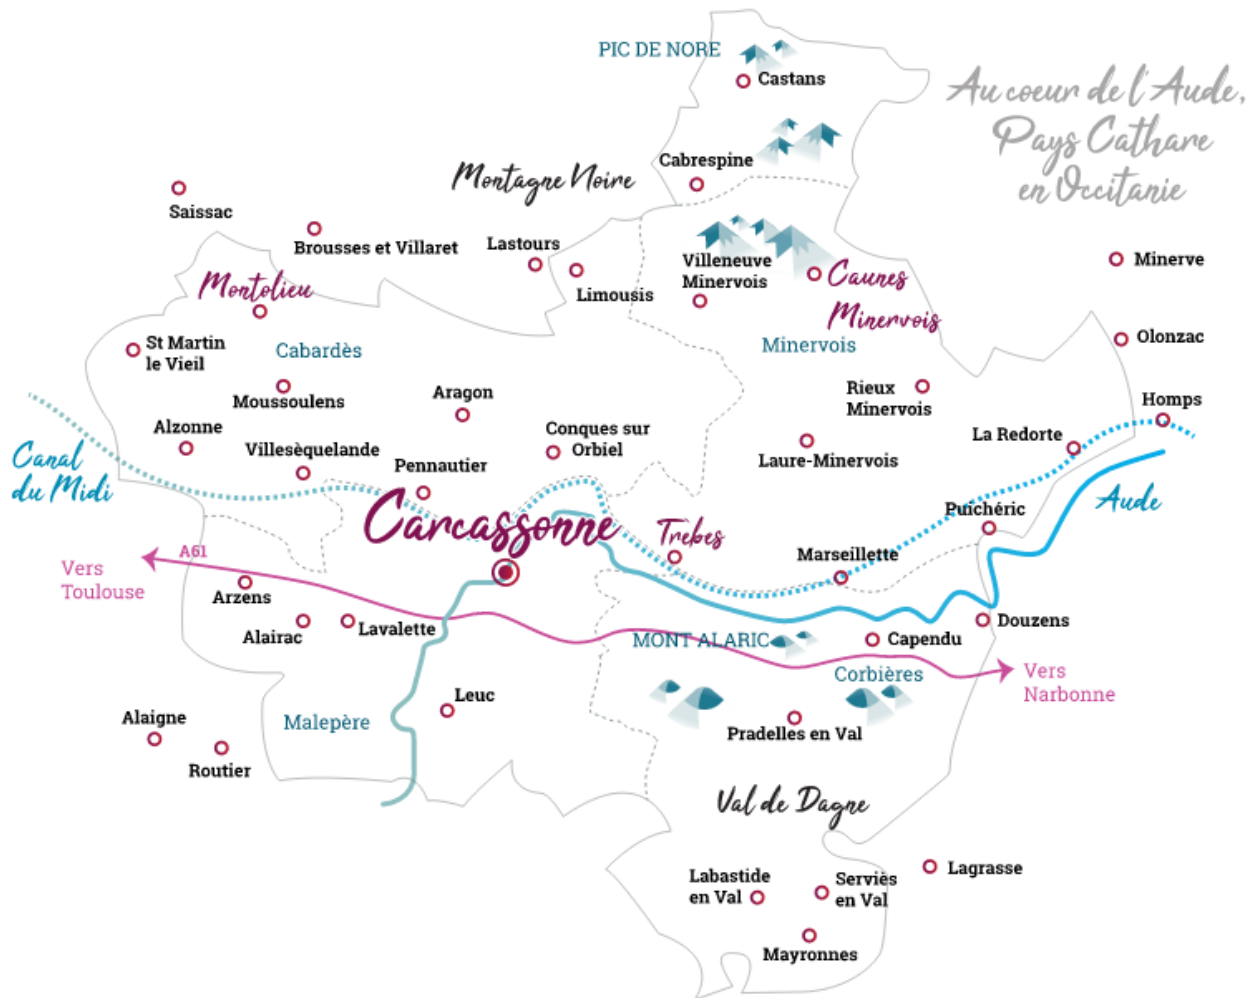 PIC DE NORE
Castans
Au coeur de l'Aude,
Pays Cathare
en Occitanie
Cabrespine
Montagne Noire
Saissac
Brousses et Villaret
Lastours
Limousis
Villeneuve
Minervois
Caunes
Minervois
Minerve
Montolieu
St Martin
le Vieil
Cabardès
Minervois
Olonzac
Moussoulens
Aragon
Rieux
Minervois
Homps
Alzonne
Villesèquelande
Conques sur
Orbiel
La Redorte
Laure-Minervois
Canal
du Midi
Pennautier
Carcassonne
Trèbes
Puichéric
Aude
Marseillette
A61
Vers
Toulouse
Arzens
Alairac
Lavalette
MONT ALARIC
Capendu
Douzens
Corbières
Vers
Narbonne
Leuc
Malepère
Alaigne
Routier
Pradelles en Val
Val de Dagne
Labastide
en Val
Serviès
en Val
Lagrasse
Mayronnes